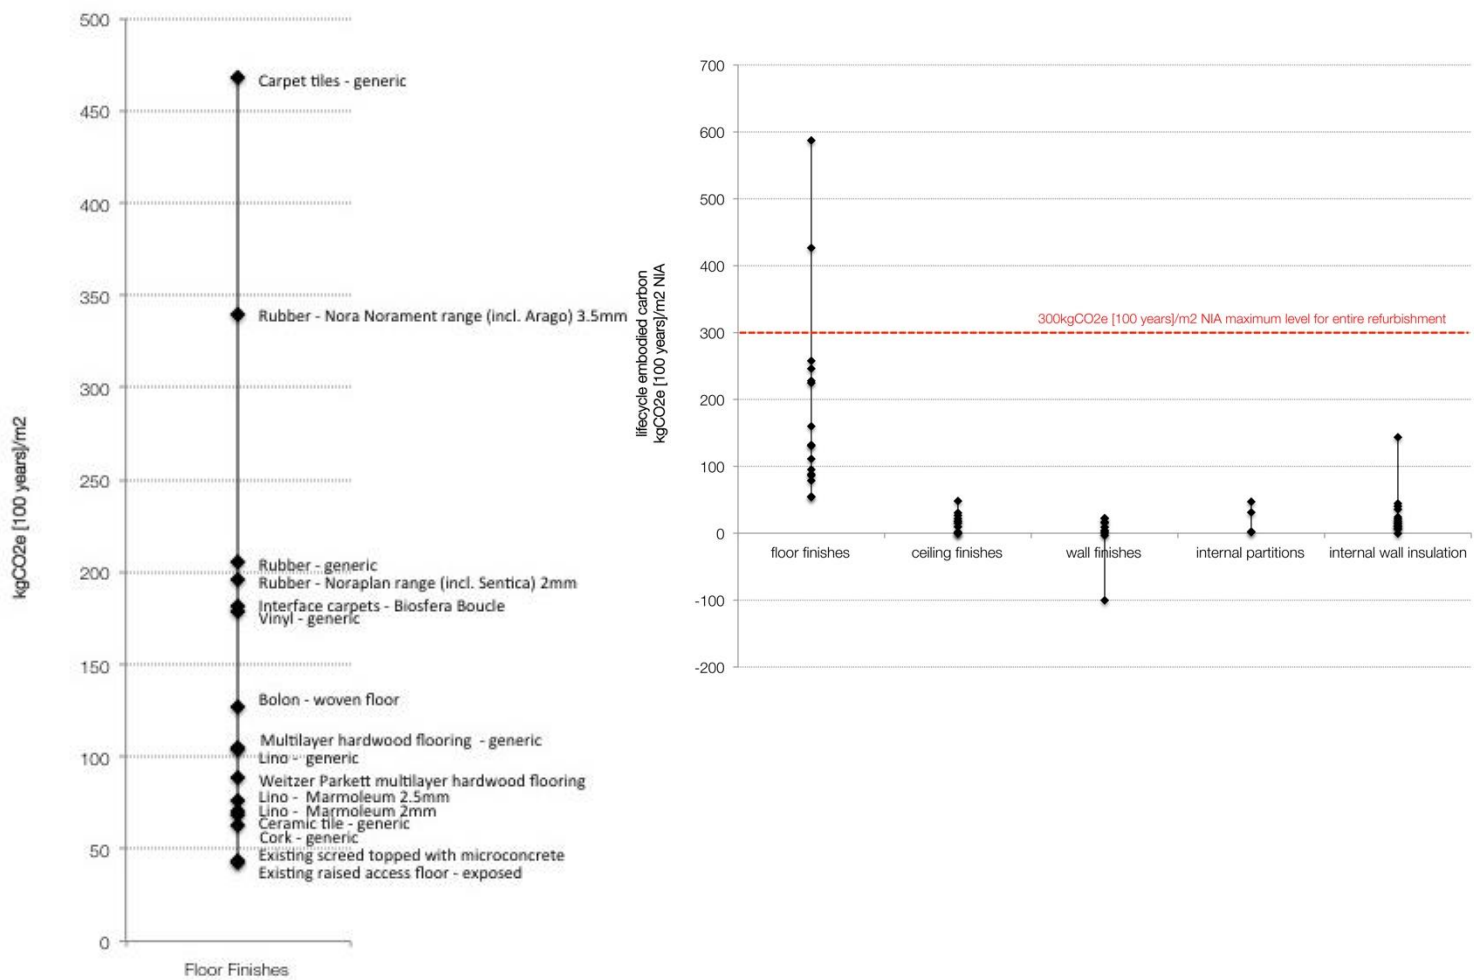 500
450
400
350
300
250
200
150
100
50
0
kgCO2e [100 years]/m2
Carpet tiles - generic
Rubber - Nora Norament range (incl. Arago) 3.5mm
Rubber - generic
Rubber - Noraplan range (incl. Sentica) 2mm
Interface carpets - Biosfera Boucle
Vinyl - generic
Bolon - woven floor
Multilayer hardwood flooring - generic
Lino - generic
Weitzer Parkett multilayer hardwood flooring
Lino - Marmoleum 2.5mm
Lino - Marmoleum 2mm
Ceramic tile - generic
Cork - generic
Existing screed topped with microconcrete
Existing raised access floor - exposed
Floor Finishes
lifecycle embodied carbon
kgCO2e [100 years]/m2 NIA
700
600
500
400
300
200
100
0
-100
-200
300kgCO2e [100 years]/m2 NIA maximum level for entire refurbishment
floor finishes
ceiling finishes
wall finishes
internal partitions
internal wall insulation